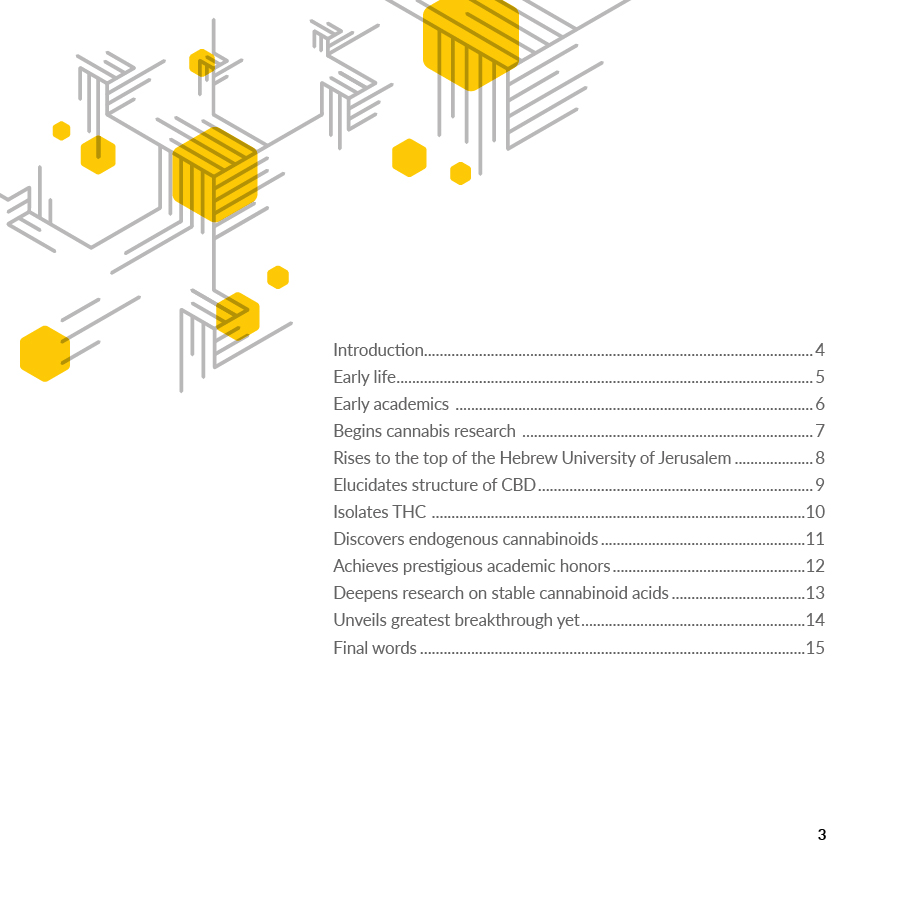 Introduction.................................................................................................... 4
Early life........................................................................................................... 5
Early academics ............................................................................................ 6
Begins cannabis research ........................................................................... 7
Rises to the top of the Hebrew University of Jerusalem .................... 8
Elucidates structure of CBD ....................................................................... 9
Isolates THC ................................................................................................10
Discovers endogenous cannabinoids .....................................................11
Achieves prestigious academic honors ..................................................12
Deepens research on stable cannabinoid acids ...................................13
Unveils greatest breakthrough yet..........................................................14
Final words ...................................................................................................15
3